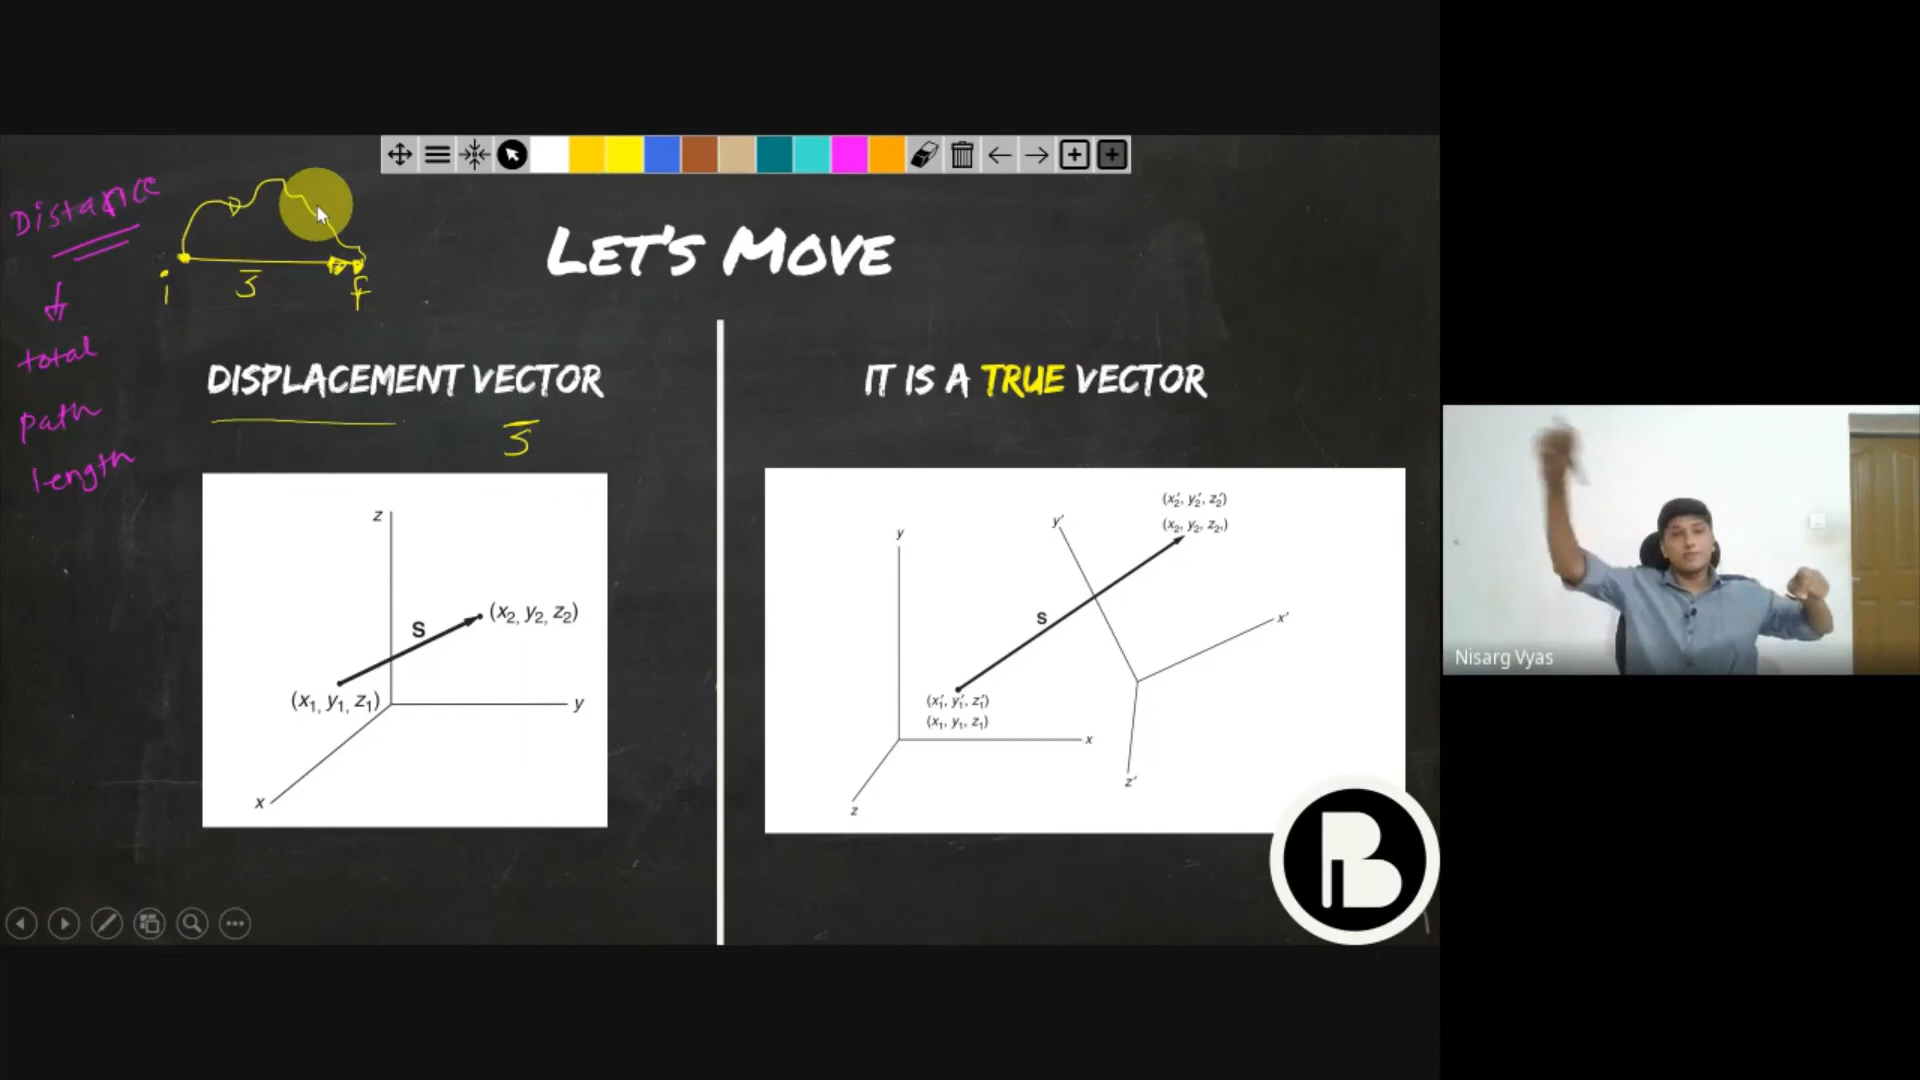 Distance
total
path
length
i
s̅
f
LET'S MOVE
DISPLACEMENT VECTOR
s̅
z
S
(x₂, y₂, z₂)
(x₁, y₁, z₁)
y
x
IT IS A TRUE VECTOR
(x₂′, y₂′, z₂′)
(x₂, y₂, z₂,)
y
y′
S
x′
(x₁′, y₁′, z₁′)
(x₁, y₁, z₁)
x
z′
z
B
Nisarg Vyas